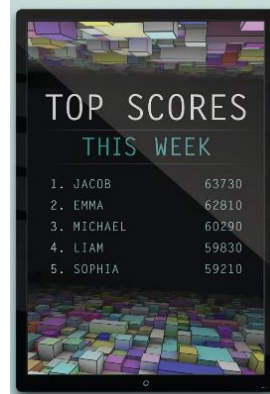 TOP SCORES
THIS WEEK
1. JACOB 63730
2. EMMA 62810
3. MICHAEL 60290
4. LIAM 59830
5. SOPHIA 59210